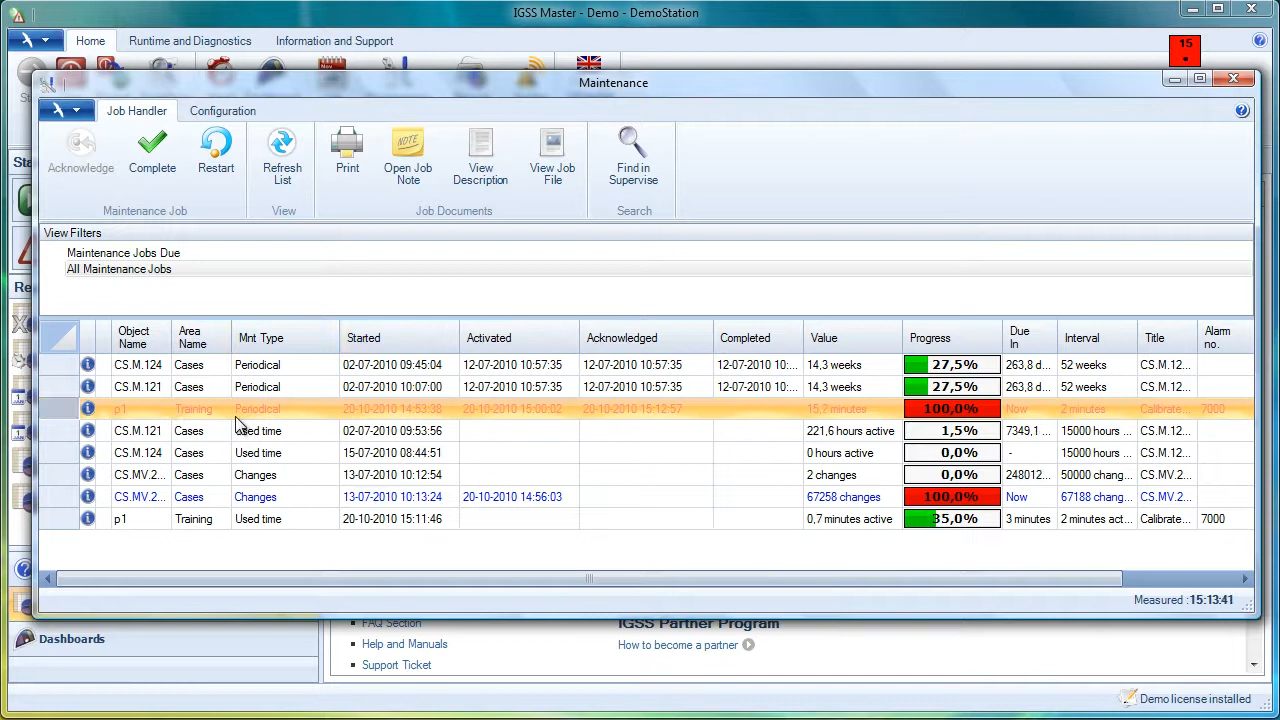 IGSS Master - Demo - DemoStation
Home Runtime and Diagnostics Information and Support
15
Maintenance
Job Handler Configuration
Acknowledge Complete Restart Refresh List Print Open Job Note View Description View Job File Find in Supervise
NOTE
Maintenance Job View Job Documents Search
View Filters
Maintenance Jobs Due
All Maintenance Jobs
Object Name Area Name Mnt Type Started Activated Acknowledged Completed Value Progress Due In Interval Title Alarm no.
CS.M.124 Cases Periodical 02-07-2010 09:45:04 12-07-2010 10:57:35 12-07-2010 10:57:35 12-07-2010 10:... 14,3 weeks 27,5% 263,8 d... 52 weeks CS.M.12...
CS.M.121 Cases Periodical 02-07-2010 10:07:00 12-07-2010 10:57:35 12-07-2010 10:57:35 12-07-2010 10:... 14,3 weeks 27,5% 263,8 d... 52 weeks CS.M.12...
p1 Training Periodical 20-10-2010 14:53:38 20-10-2010 15:00:02 20-10-2010 15:12:57 15,2 minutes 100,0% Now 2 minutes Calibrate... 7000
CS.M.121 Cases Used time 02-07-2010 09:53:56 221,6 hours active 1,5% 7349,1 ... 15000 hours ... CS.M.12...
CS.M.124 Cases Used time 15-07-2010 08:44:51 0 hours active 0,0% - 15000 hours ... CS.M.12...
CS.MV.2... Cases Changes 13-07-2010 10:12:54 2 changes 0,0% 248012... 50000 chang... CS.MV.2...
CS.MV.2... Cases Changes 13-07-2010 10:13:24 20-10-2010 14:56:03 67258 changes 100,0% Now 67188 chang... CS.MV.2...
p1 Training Used time 20-10-2010 15:11:46 0,7 minutes active 35,0% 3 minutes 2 minutes act... Calibrate... 7000
Measured :15:13:41
FAQ Section IGSS Partner Program
Dashboards Help and Manuals How to become a partner
Support Ticket
Demo license installed